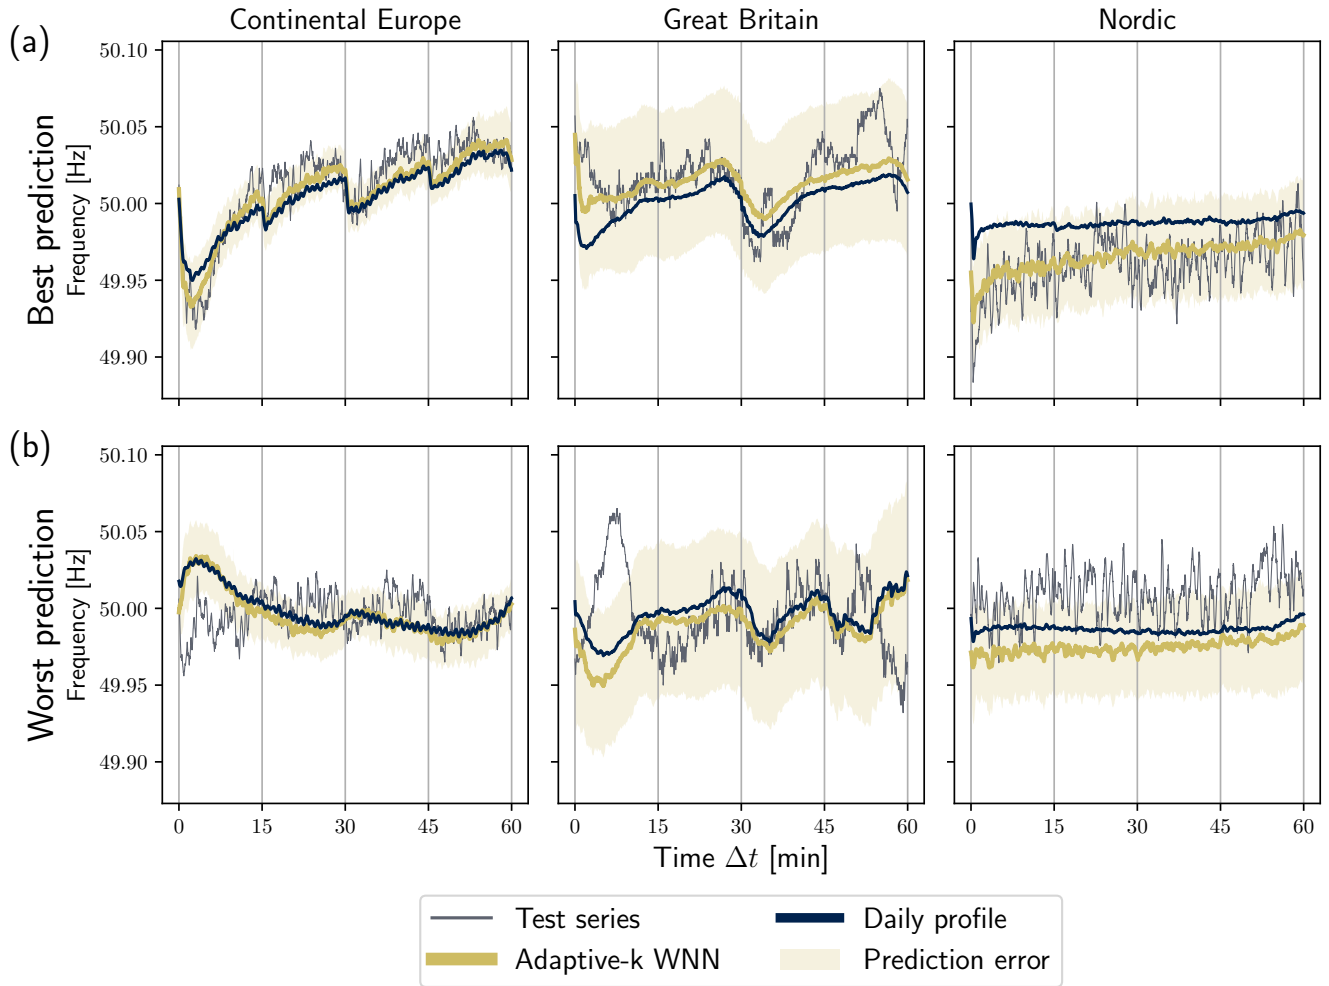 Continental Europe
Great Britain
Nordic
(a)
Best prediction
Frequency [Hz]
50.10
50.05
50.00
49.95
49.90
(b)
Worst prediction
Frequency [Hz]
50.10
50.05
50.00
49.95
49.90
0 15 30 45 60
0 15 30 45 60
0 15 30 45 60
Time Δt [min]
Test series
Daily profile
Adaptive-k WNN
Prediction error